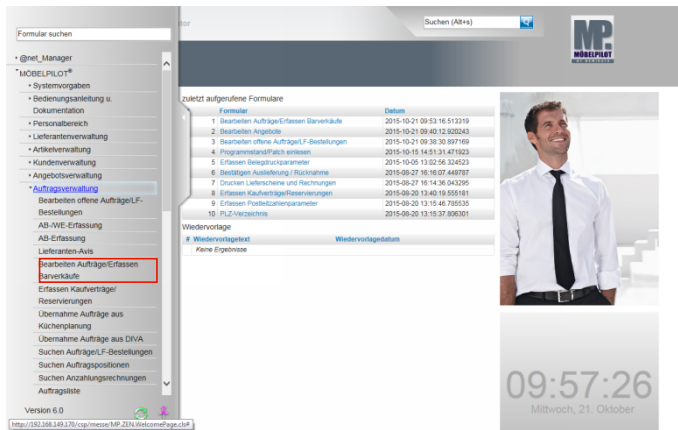 tor
Suchen (Alt+s)
MP
MÖBELPILOT
Formular suchen
@net_Manager
MÖBELPILOT®
Systemvorgaben
Bedienungsanleitung u.
Dokumentation
Personalbereich
Lieferantenverwaltung
Artikelverwaltung
Kundenverwaltung
Angebotsverwaltung
Auftragsverwaltung
Bearbeiten offene Aufträge/LF-
Bestellungen
AB-/WE-Erfassung
AB-Erfassung
Lieferanten-Avis
Bearbeiten Aufträge/Erfassen
Barverkäufe
Erfassen Kaufverträge/
Reservierungen
Übernahme Aufträge aus
Küchenplanung
Übernahme Aufträge aus DIVA
Suchen Aufträge/LF-Bestellungen
Suchen Auftragspositionen
Suchen Anzahlungsrechnungen
Auftragsliste
Version 6.0
http://192.168.149.170/csp/messe/MP.ZEN.WelcomePage.cls#
zuletzt aufgerufene Formulare
Formular Datum
1 Bearbeiten Aufträge/Erfassen Barverkäufe 2015-10-21 09:53:16.513319
2 Bearbeiten Angebote 2015-10-21 09:40:12.920243
3 Bearbeiten offene Aufträge/LF-Bestellungen 2015-10-21 09:38:30.897169
4 Programmstand/Patch einlesen 2015-10-15 14:51:31.471923
5 Erfassen Belegdruckparameter 2015-10-05 13:02:56.324523
6 Bestätigen Auslieferung / Rücknahme 2015-08-27 16:16:07.449787
7 Drucken Lieferscheine und Rechnungen 2015-08-27 16:14:36.043295
8 Erfassen Kaufverträge/Reservierungen 2015-08-20 13:40:19.555181
9 Erfassen Postleitzahlenparameter 2015-08-20 13:15:46.785535
10 PLZ-Verzeichnis 2015-08-20 13:15:37.806301
Wiedervorlage
# Wiedervorlagetext Wiedervorlagedatum
Keine Ergebnisse
09:57:26
Mittwoch, 21. Oktober